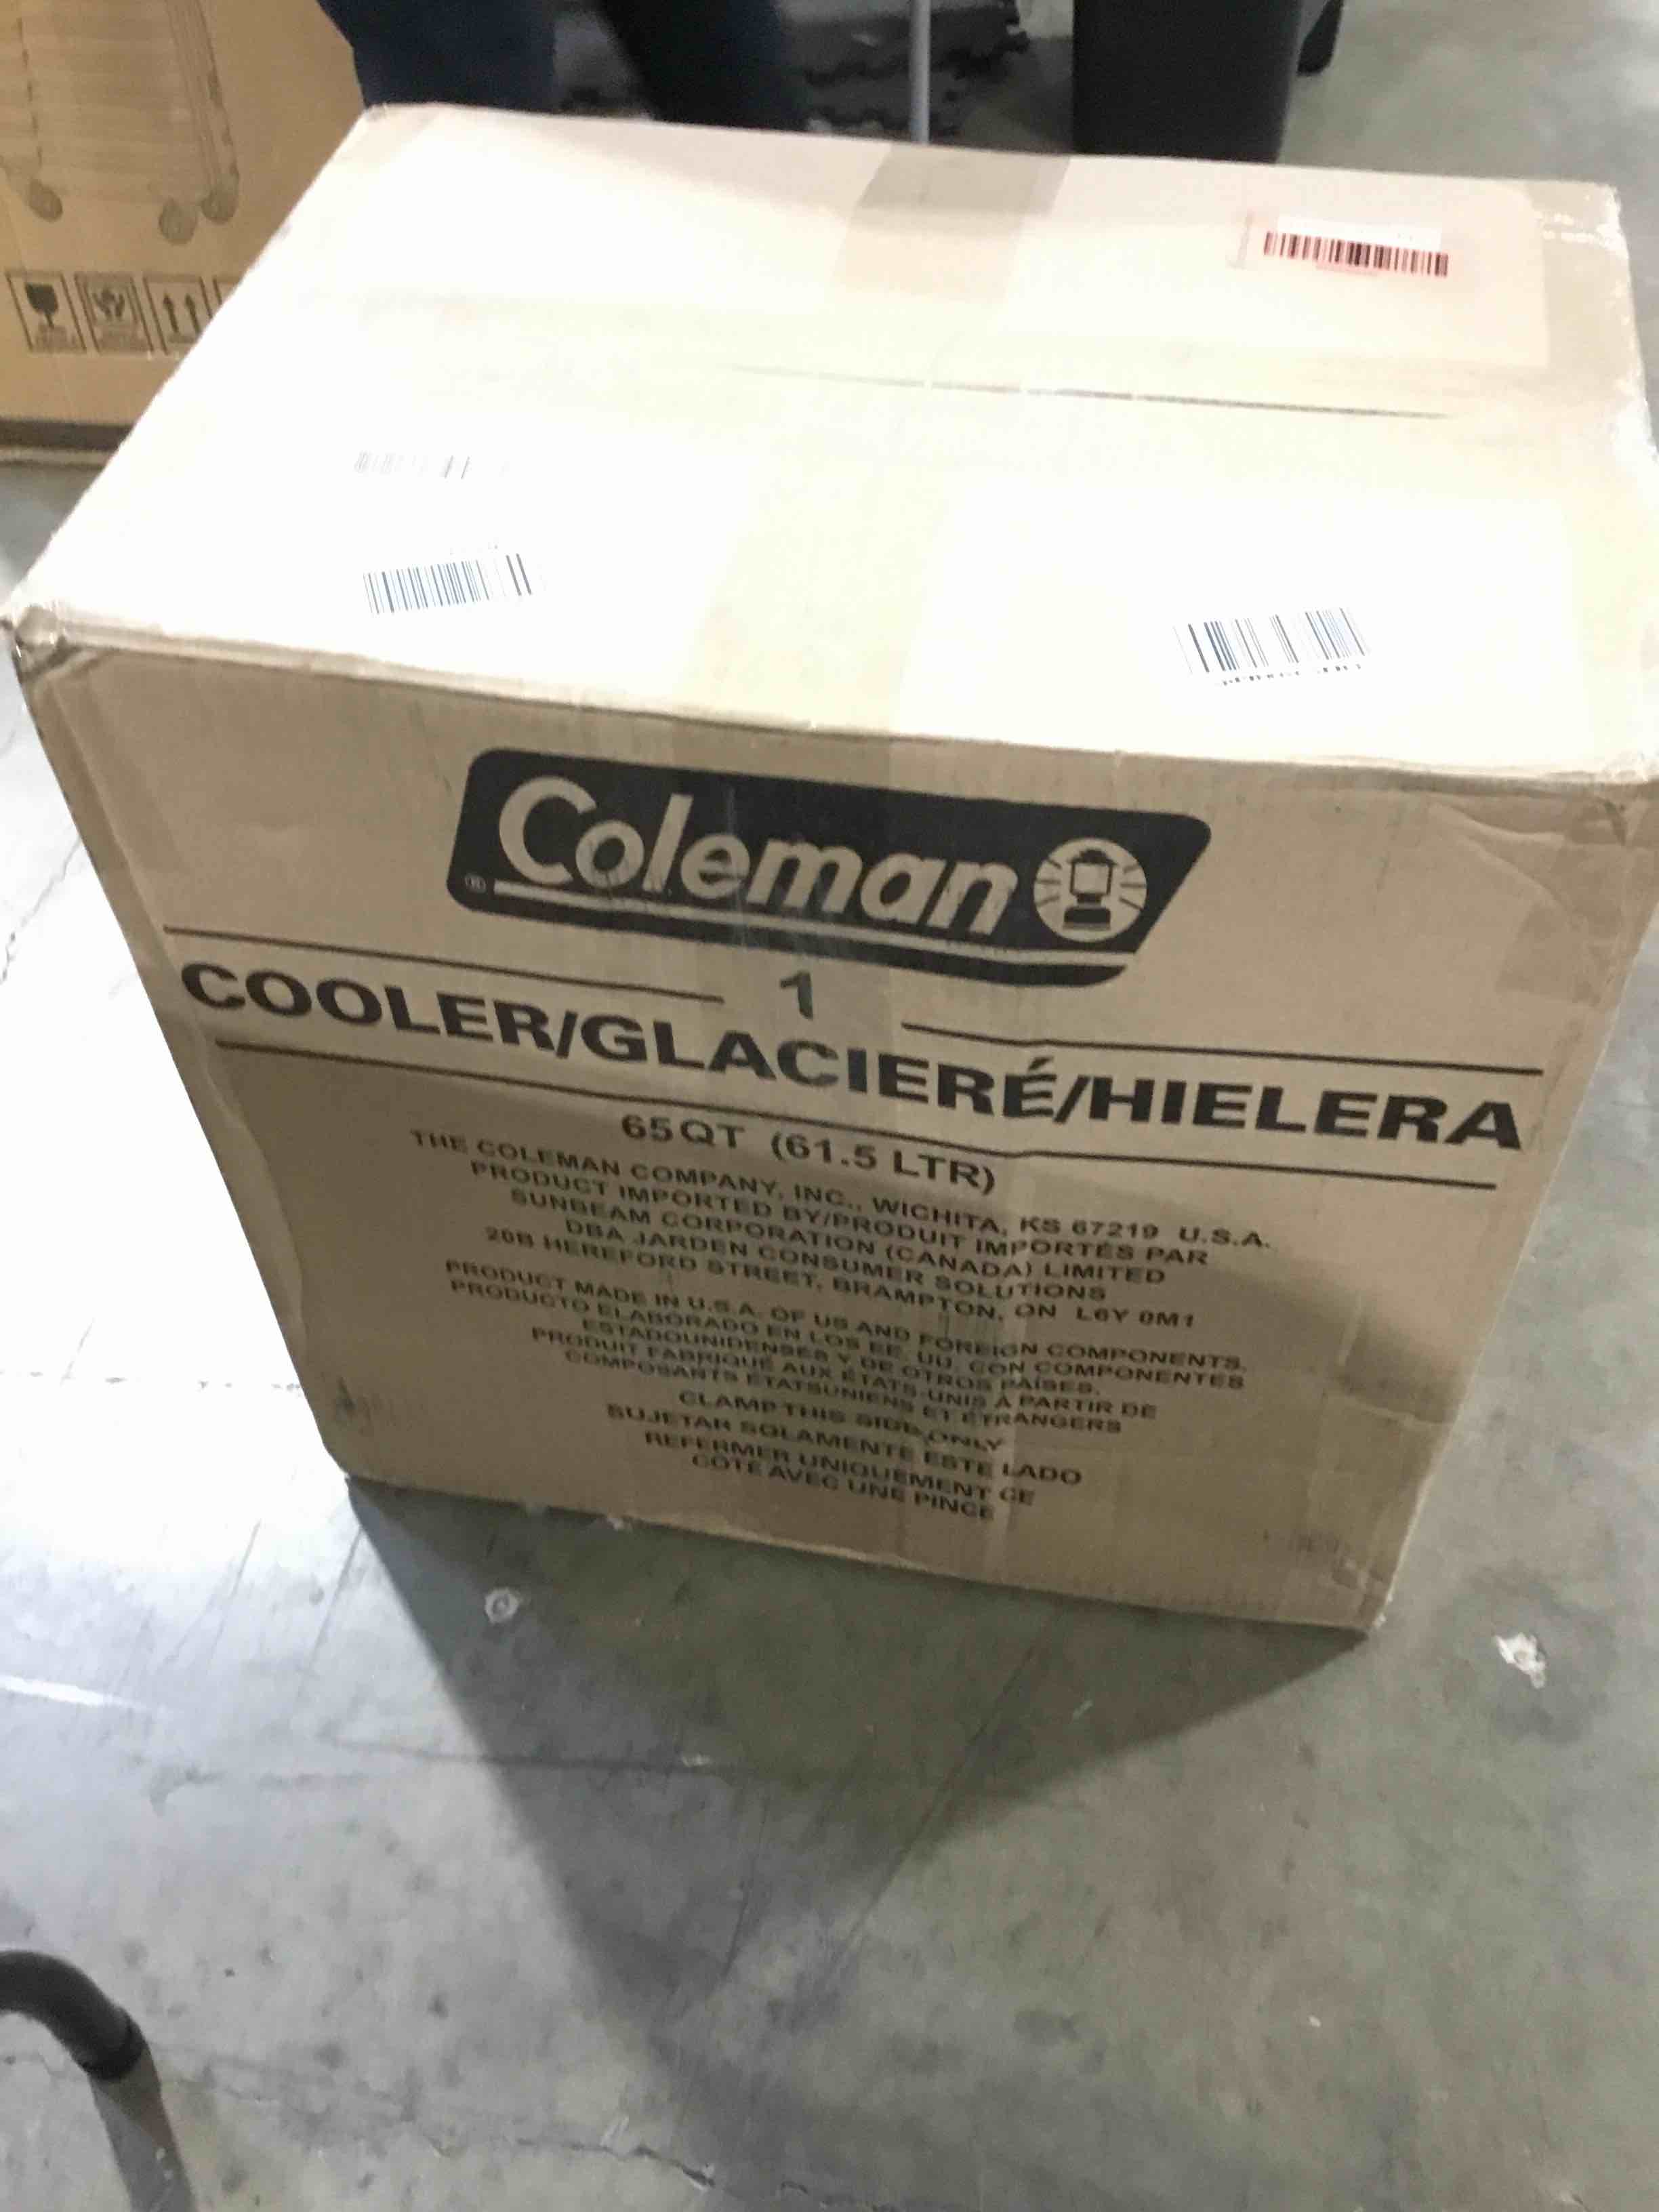 Coleman
®
1
COOLER/GLACIERÉ/HIELERA
65QT (61.5 LTR)
THE COLEMAN COMPANY, INC., WICHITA, KS 67219 U.S.A.
PRODUCT IMPORTED BY/PRODUIT IMPORTÉS PAR
SUNBEAM CORPORATION (CANADA) LIMITED
DBA JARDEN CONSUMER SOLUTIONS
20B HEREFORD STREET, BRAMPTON, ON L6Y 0M1
PRODUCT MADE IN U.S.A. OF US AND FOREIGN COMPONENTS.
PRODUCTO ELABORADO EN LOS EE. UU. CON COMPONENTES
ESTADOUNIDENSES Y DE OTROS PAÍSES.
PRODUIT FABRIQUÉ AUX ÉTATS-UNIS À PARTIR DE
COMPOSANTS ÉTATSUNIENS ET ÉTRANGERS
CLAMP THIS SIDE ONLY
SUJETAR SOLAMENTE ESTE LADO
REFERMER UNIQUEMENT CE
COTE AVEC UNE PINCE